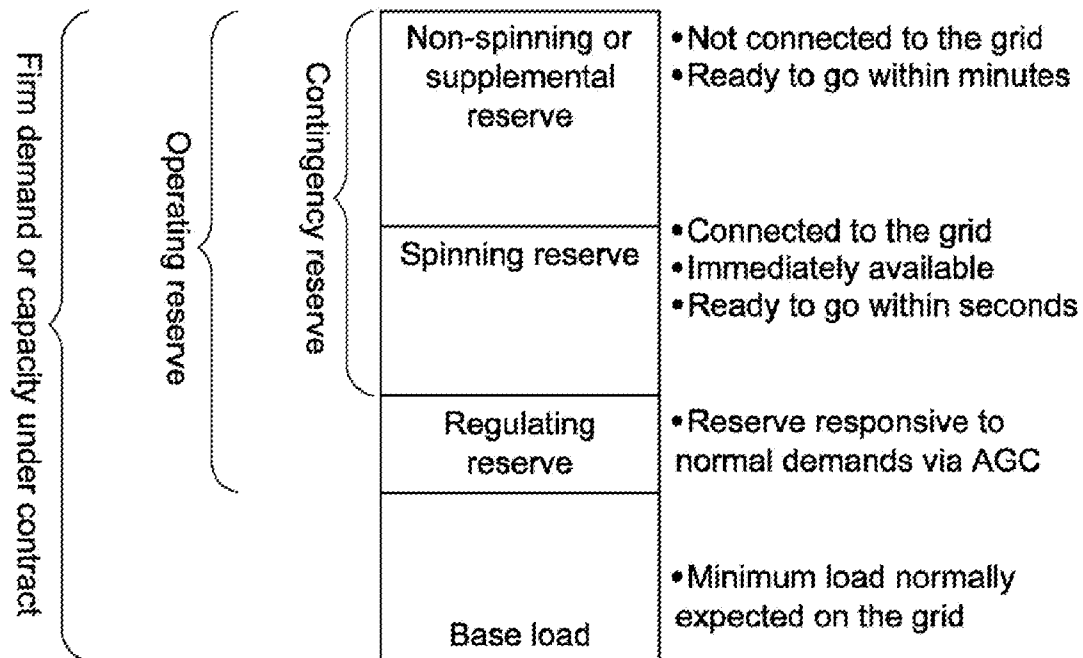 Firm demand or capacity under contract
Operating reserve
Contingency reserve
Non-spinning or
supplemental
reserve
•Not connected to the grid
•Ready to go within minutes
Spinning reserve
•Connected to the grid
•Immediately available
•Ready to go within seconds
Regulating
reserve
•Reserve responsive to
normal demands via AGC
Base load
•Minimum load normally
expected on the grid